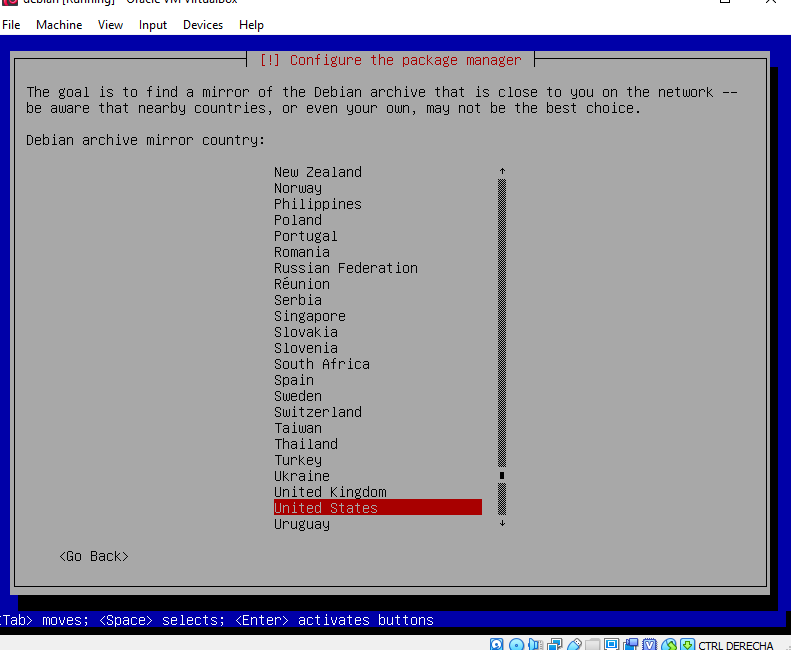 debian [Running] - Oracle VM VirtualBox
File Machine View Input Devices Help
[!] Configure the package manager
The goal is to find a mirror of the Debian archive that is close to you on the network --
be aware that nearby countries, or even your own, may not be the best choice.
Debian archive mirror country:
New Zealand
Norway
Philippines
Poland
Portugal
Romania
Russian Federation
Réunion
Serbia
Singapore
Slovakia
Slovenia
South Africa
Spain
Sweden
Switzerland
Taiwan
Thailand
Turkey
Ukraine
United Kingdom
United States
Uruguay
<Go Back>
<Tab> moves; <Space> selects; <Enter> activates buttons
CTRL DERECHA